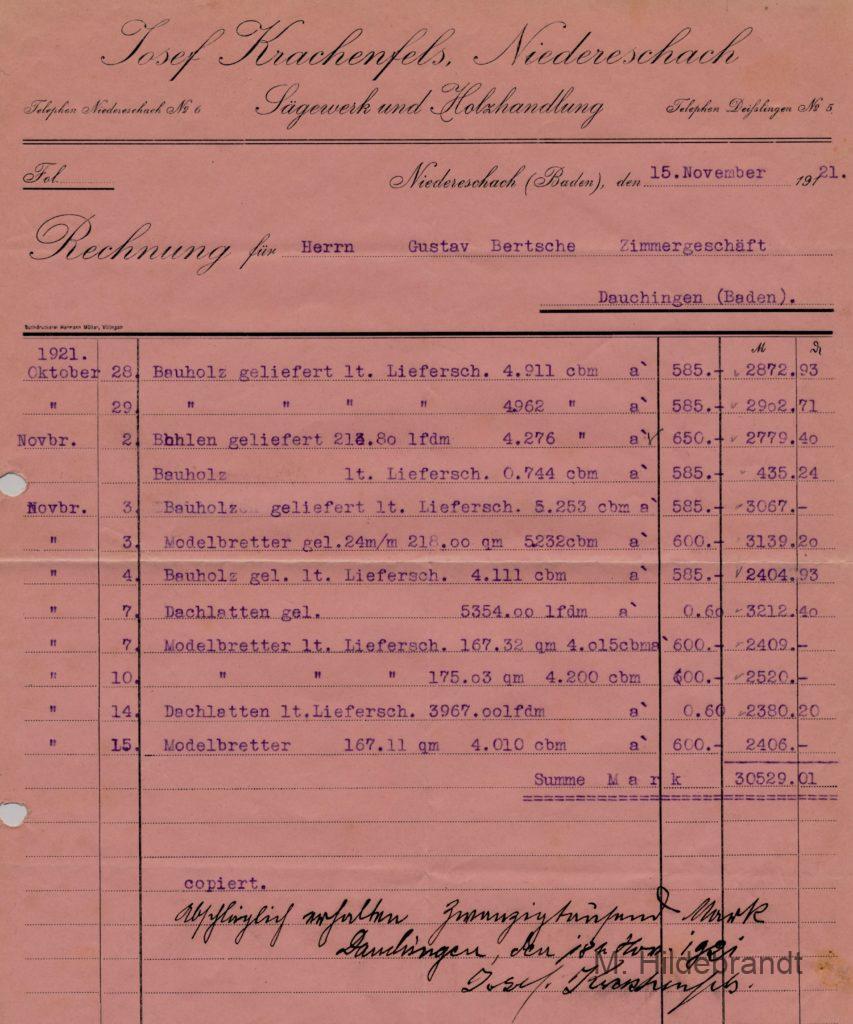 Josef Krachenfels, Niedereschach
Telephon Niedereschach № 6 Sägewerk und Holzhandlung Telephon Deißlingen № 5
Fol. Niedereschach (Baden), den 15.November 1921.
Rechnung für Herrn Gustav Bertsche Zimmergeschäft
Dauchingen (Baden).
Buchdruckerei Hermann Müller, Villingen
M ₰
1921.
Oktober 28. Bauholz geliefert lt. Liefersch. 4.911 cbm a` 585.- 2872.93
" 29 " " " " 4962 " a` 585.- 2902.71
Novbr. 2. Bohlen geliefert 213.80 lfdm 4.276 " a` 650.- 2779.40
Bauholz lt. Liefersch. 0.744 cbm a` 585.- 435.24
Novbr. 3. Bauholz geliefert lt. Liefersch. 5.253 cbm a` 585.- 3067.-
" 3. Modelbretter gel.24m/m 218.00 qm 5232cbm a` 600.- 3139.20
" 4. Bauholz gel. lt. Liefersch. 4.111 cbm a` 585.- 2404.93
" 7. Dachlatten gel. 5354.00 lfdm a` 0.60 3212.40
" 7. Modelbretter lt. Liefersch. 167.32 qm 4.015cbma` 600.- 2409.-
" 10. " " " 175.03 qm 4.200 cbm 600.- 2520.-
" 14. Dachlatten lt.Liefersch. 3967.00lfdm a` 0.60 2380.20
" 15. Modelbretter 167.11 qm 4.010 cbm a` 600.- 2406.-
Summe Mark 30529.01
copiert.
Abschläglich erhalten Zwanzigtausend Mark
Dauchingen, den 18t. Nov. 1921
M. Hildebrandt
Josef Krachenfels.